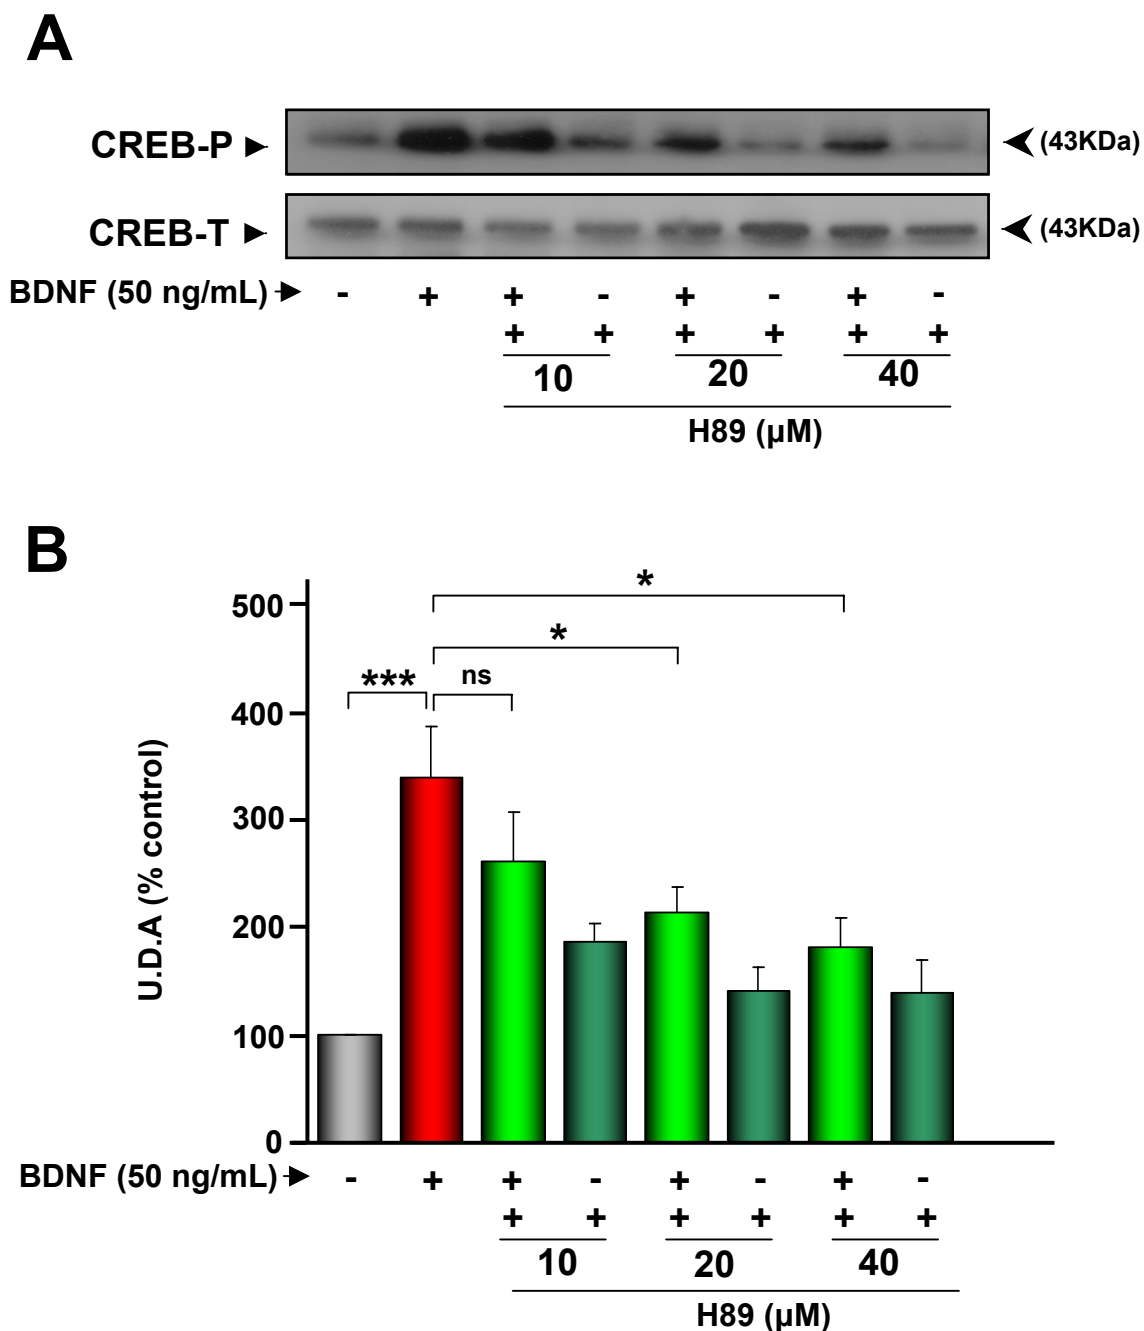 A
CREB-P (43KDa)
CREB-T (43KDa)
BDNF (50 ng/mL) - + + - + - + -
+ + + + + +
10 20 40
H89 (µM)
B
*
500
*
*** ns
400
300
200
100
0
U.D.A (% control)
BDNF (50 ng/mL) - + + - + - + -
+ + + + + +
10 20 40
H89 (µM)